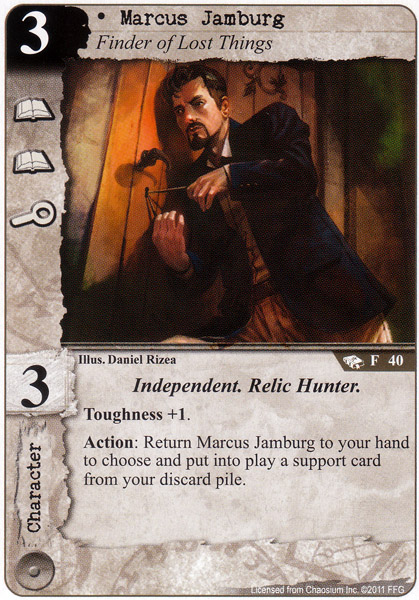 3
• Marcus Jamburg
Finder of Lost Things
Illus. Daniel Rizea
F 40
3
Independent. Relic Hunter.
Toughness +1.
Action: Return Marcus Jamburg to your hand
to choose and put into play a support card
from your discard pile.
Character
Licensed from Chaosium Inc. ©2011 FFG